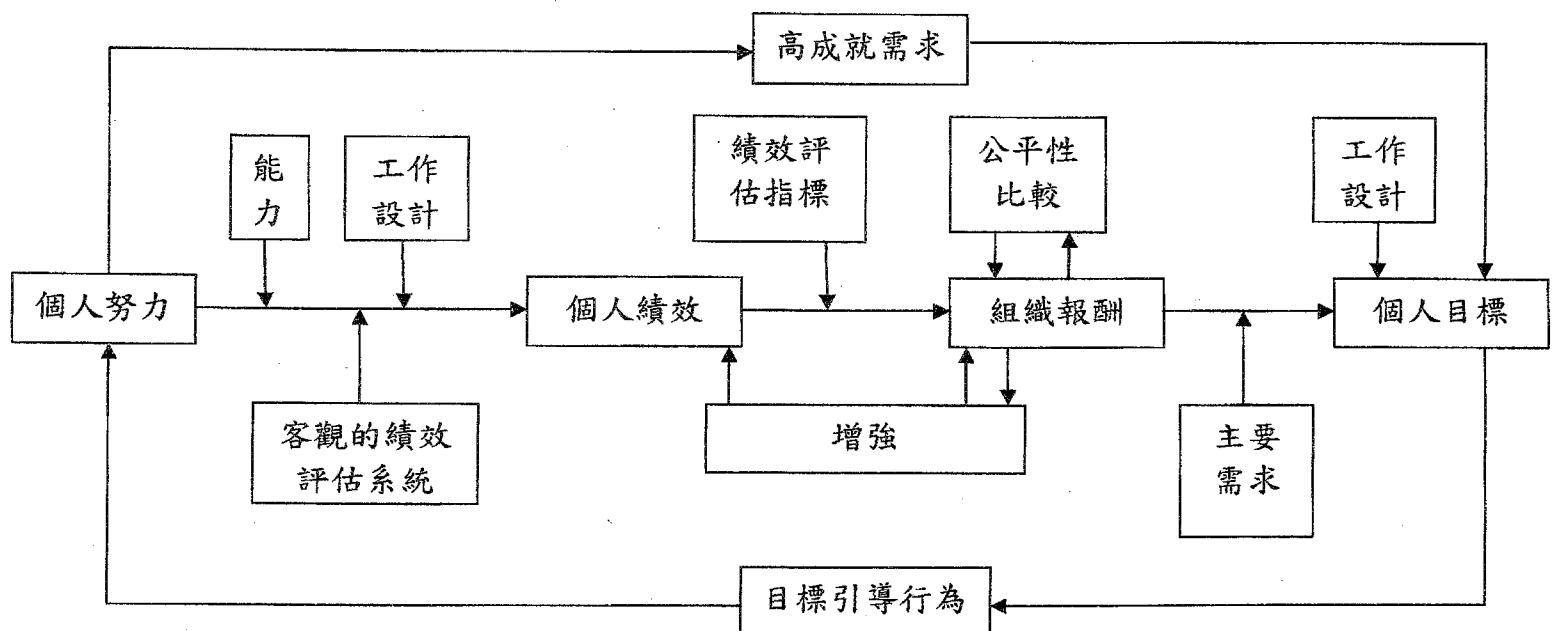 高成就需求
能
力
工作
設計
績效評
估指標
公平性
比較
工作
設計
個人努力
個人績效
組織報酬
個人目標
客觀的績效
評估系統
增強
主要
需求
目標引導行為